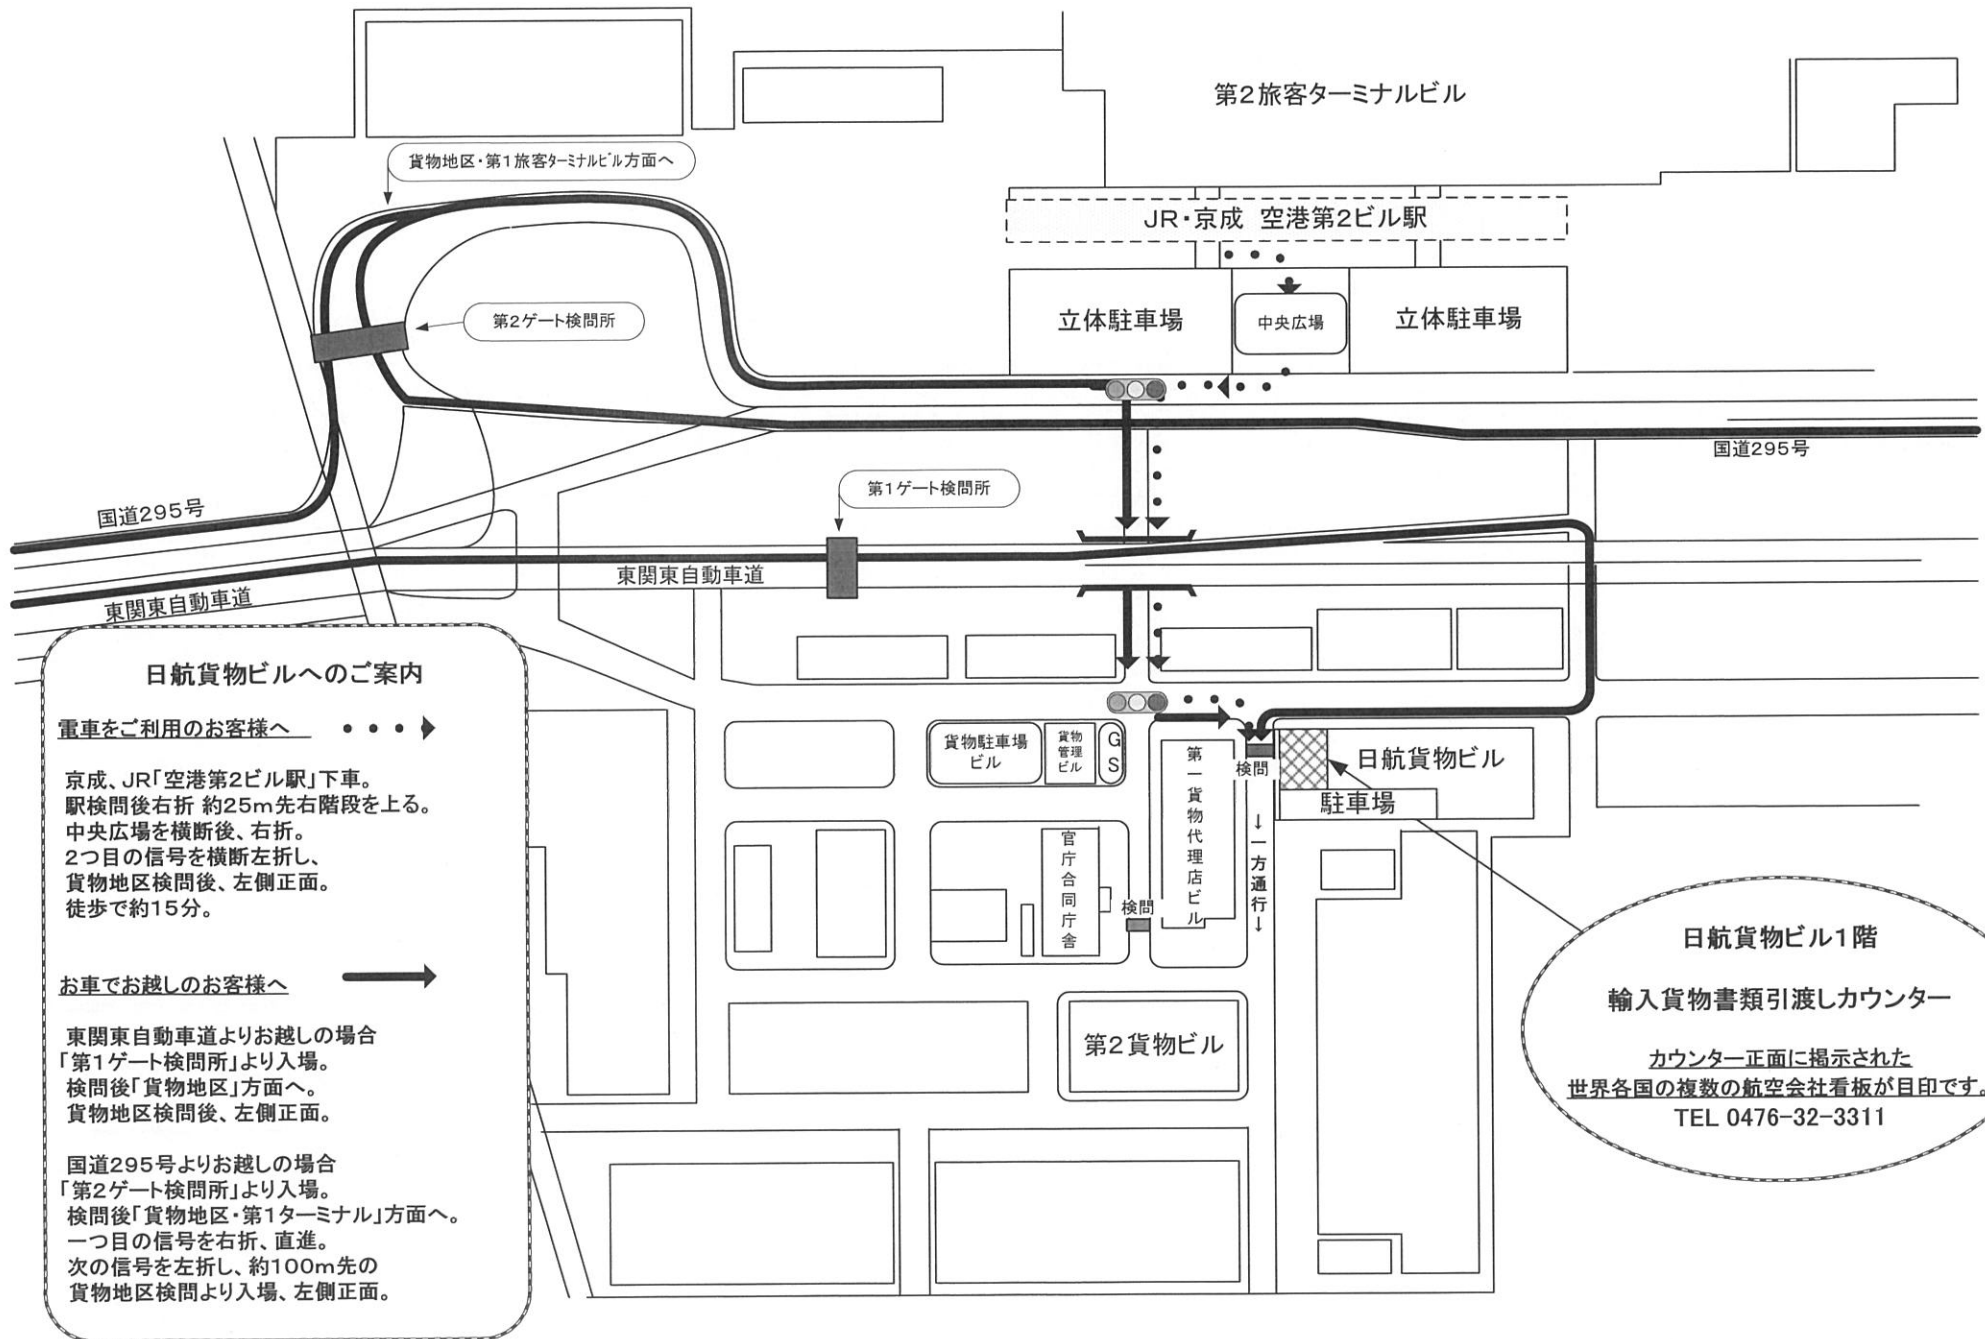 第2旅客ターミナルビル
貨物地区・第1旅客ターミナルビル方面へ
JR・京成 空港第2ビル駅
第2ゲート検問所
立体駐車場
中央広場
立体駐車場
国道295号
第1ゲート検問所
国道295号
東関東自動車道
東関東自動車道
日航貨物ビルへのご案内
電車をご利用のお客様へ
京成、JR「空港第2ビル駅」下車。
駅検問後右折 約25m先右階段を上る。
中央広場を横断後、右折。
2つ目の信号を横断左折し、
貨物地区検問後、左側正面。
徒歩で約15分。
お車でお越しのお客様へ
東関東自動車道よりお越しの場合
「第1ゲート検問所」より入場。
検問後「貨物地区」方面へ。
貨物地区検問後、左側正面。
国道295号よりお越しの場合
「第2ゲート検問所」より入場。
検問後「貨物地区・第1ターミナル」方面へ。
一つ目の信号を右折、直進。
次の信号を左折し、約100m先の
貨物地区検問より入場、左側正面。
貨物駐車場
ビル
貨物
管理
ビル
GS
第一貨物代理店ビル
検問
日航貨物ビル
駐車場
↓一方通行↓
官庁合同庁舎
検問
第2貨物ビル
日航貨物ビル1階
輸入貨物書類引渡しカウンター
カウンター正面に掲示された
世界各国の複数の航空会社看板が目印です。
TEL 0476-32-3311